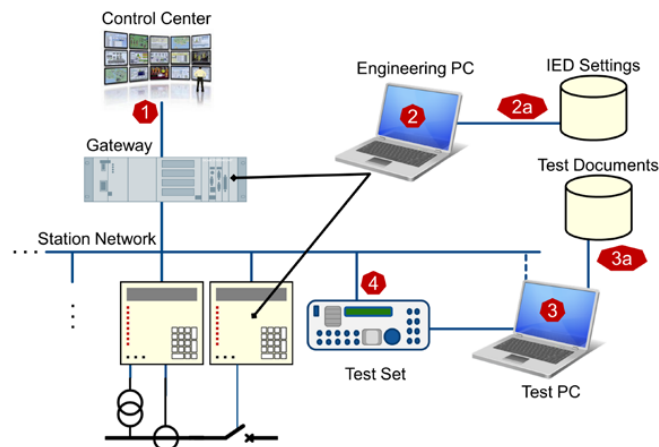 Control Center
1
Gateway
Engineering PC
2
2a
IED Settings
Test Documents
3a
Station Network
4
Test Set
3
Test PC